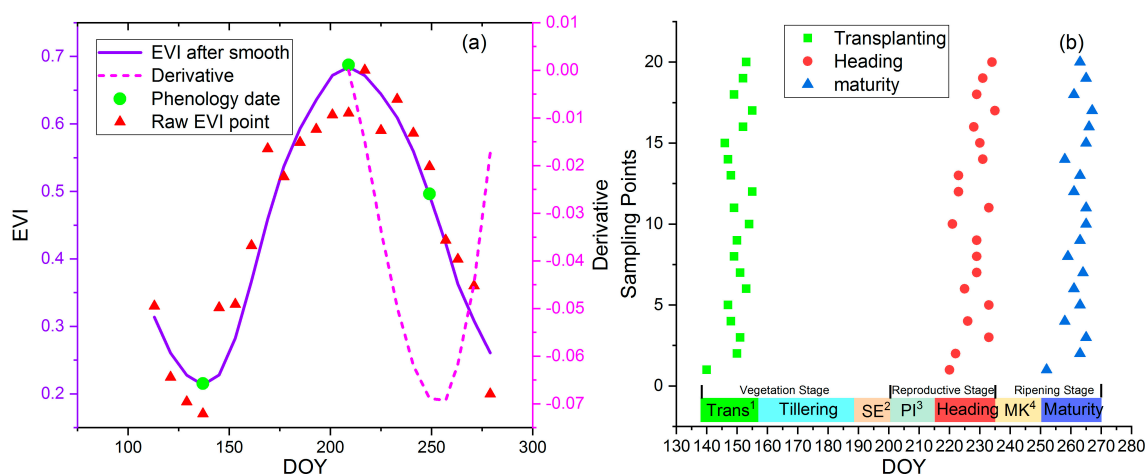 (a)
EVI after smooth
Derivative
Phenology date
Raw EVI point
EVI
0.7
0.6
0.5
0.4
0.3
0.2
0.01
0.00
-0.01
-0.02
-0.03
-0.04
-0.05
-0.06
-0.07
Derivative
100 150 200 250 300
DOY
(b)
Transplanting
Heading
maturity
Sampling Points
20
15
10
5
0
Vegetation Stage Reproductive Stage Ripening Stage
Trans¹ Tillering SE² PI³ Heading MK⁴ Maturity
130 140 150 160 170 180 190 200 210 220 230 240 250 260 270 280
DOY